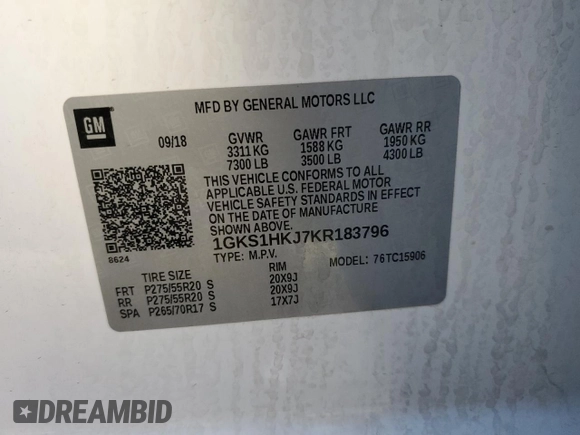 MFD BY GENERAL MOTORS LLC
GM
09/18 GVWR GAWR FRT GAWR RR
3311 KG 1588 KG 1950 KG
7300 LB 3500 LB 4300 LB
THIS VEHICLE CONFORMS TO ALL
APPLICABLE U.S. FEDERAL MOTOR
VEHICLE SAFETY STANDARDS IN EFFECT
ON THE DATE OF MANUFACTURE
SHOWN ABOVE.
1GKS1HKJ7KR183796
8624
TYPE: M.P.V. MODEL: 76TC15906
TIRE SIZE RIM
FRT P275/55R20 S 20X9J
RR P275/55R20 S 20X9J
SPA P265/70R17 S 17X7J
DREAMBID